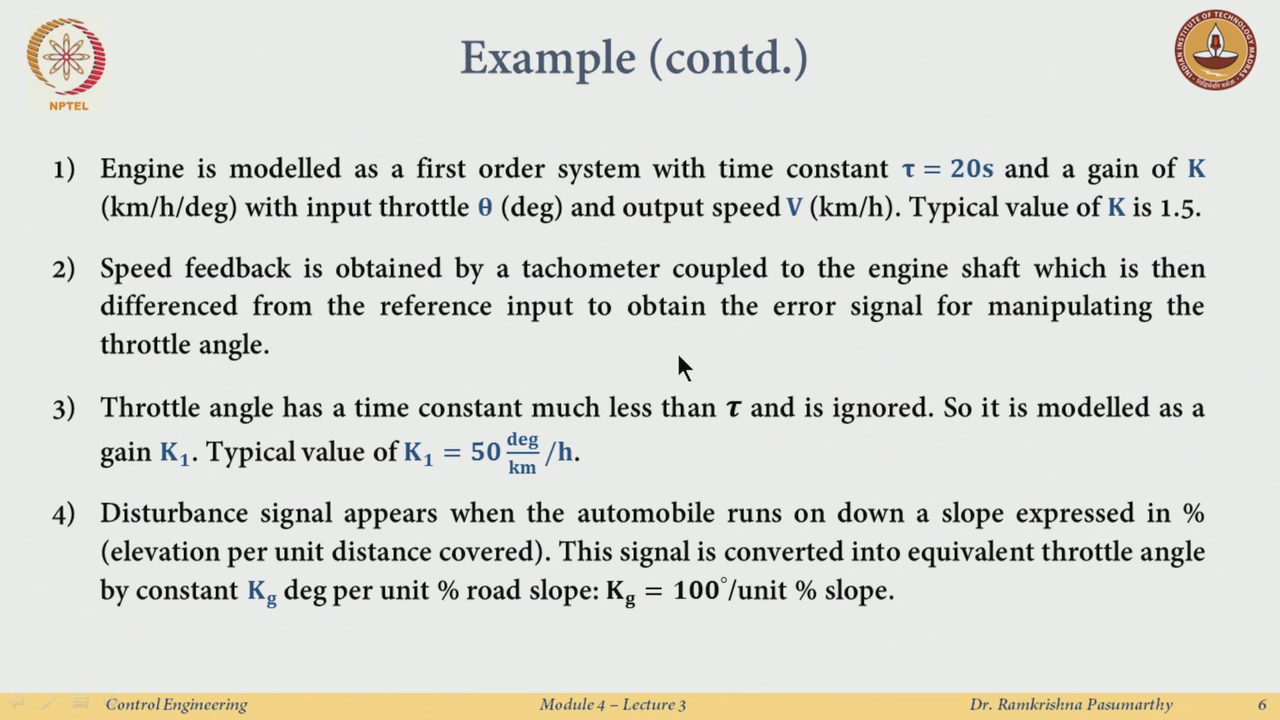 Example (contd.)
NPTEL
INDIAN INSTITUTE OF TECHNOLOGY MADRAS
1) Engine is modelled as a first order system with time constant τ = 20s and a gain of K
(km/h/deg) with input throttle θ (deg) and output speed V (km/h). Typical value of K is 1.5.
2) Speed feedback is obtained by a tachometer coupled to the engine shaft which is then
differenced from the reference input to obtain the error signal for manipulating the
throttle angle.
3) Throttle angle has a time constant much less than τ and is ignored. So it is modelled as a
gain K₁. Typical value of K₁ = 50 deg/km /h.
4) Disturbance signal appears when the automobile runs on down a slope expressed in %
(elevation per unit distance covered). This signal is converted into equivalent throttle angle
by constant Kg deg per unit % road slope: Kg = 100°/unit % slope.
Control Engineering Module 4 – Lecture 3 Dr. Ramkrishna Pasumarthy 6